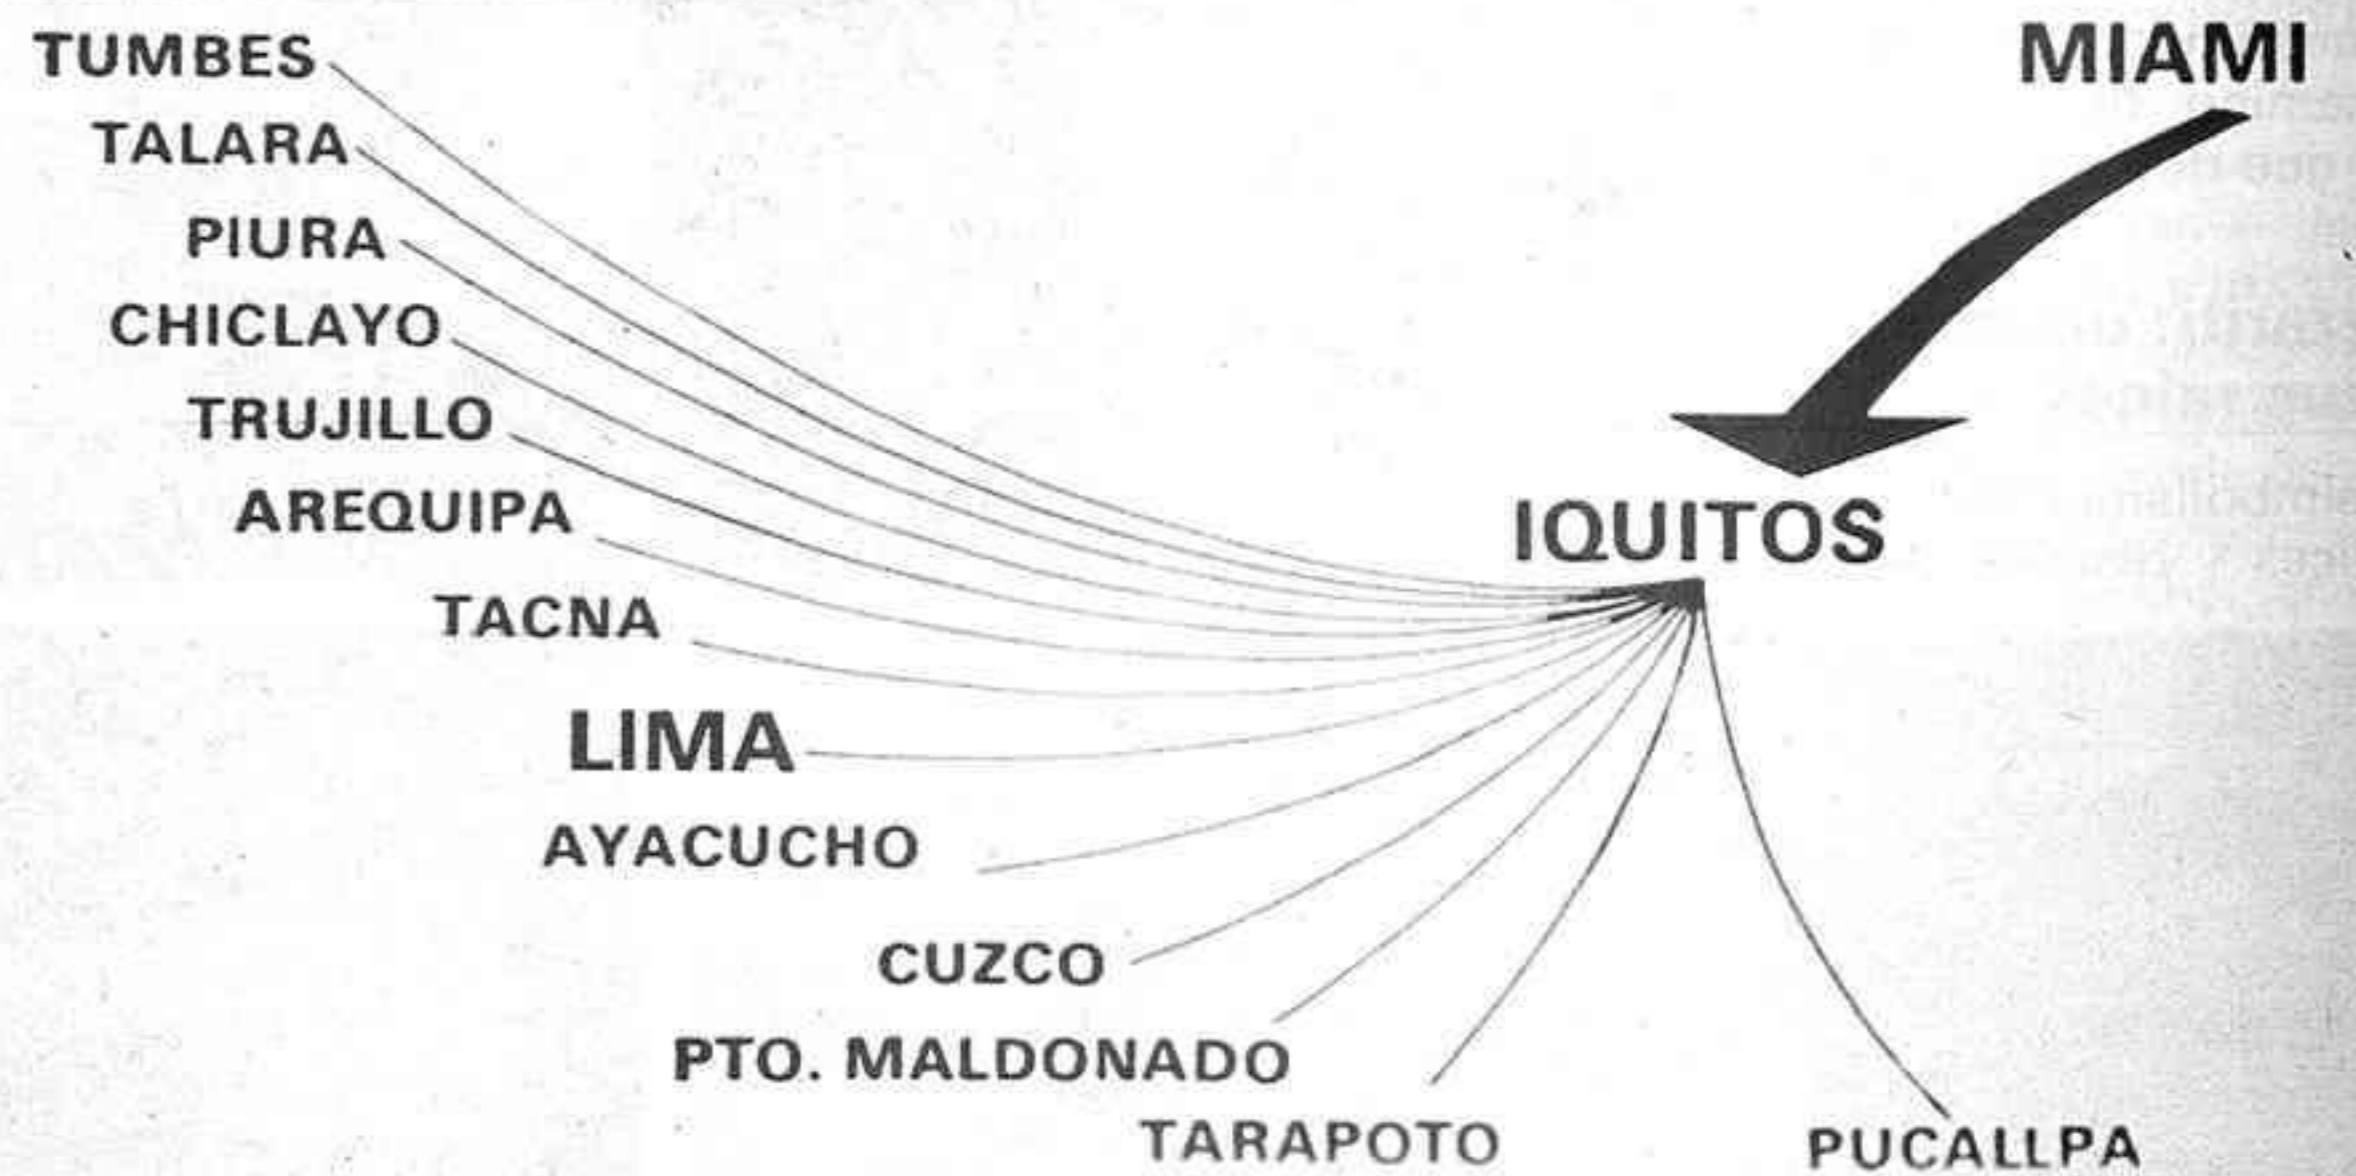 TUMBES
MIAMI
TALARA
PIURA
CHICLAYO
TRUJILLO
AREQUIPA
IQUITOS
TACNA
LIMA
AYACUCHO
CUZCO
PTO. MALDONADO
TARAPOTO
PUCALLPA